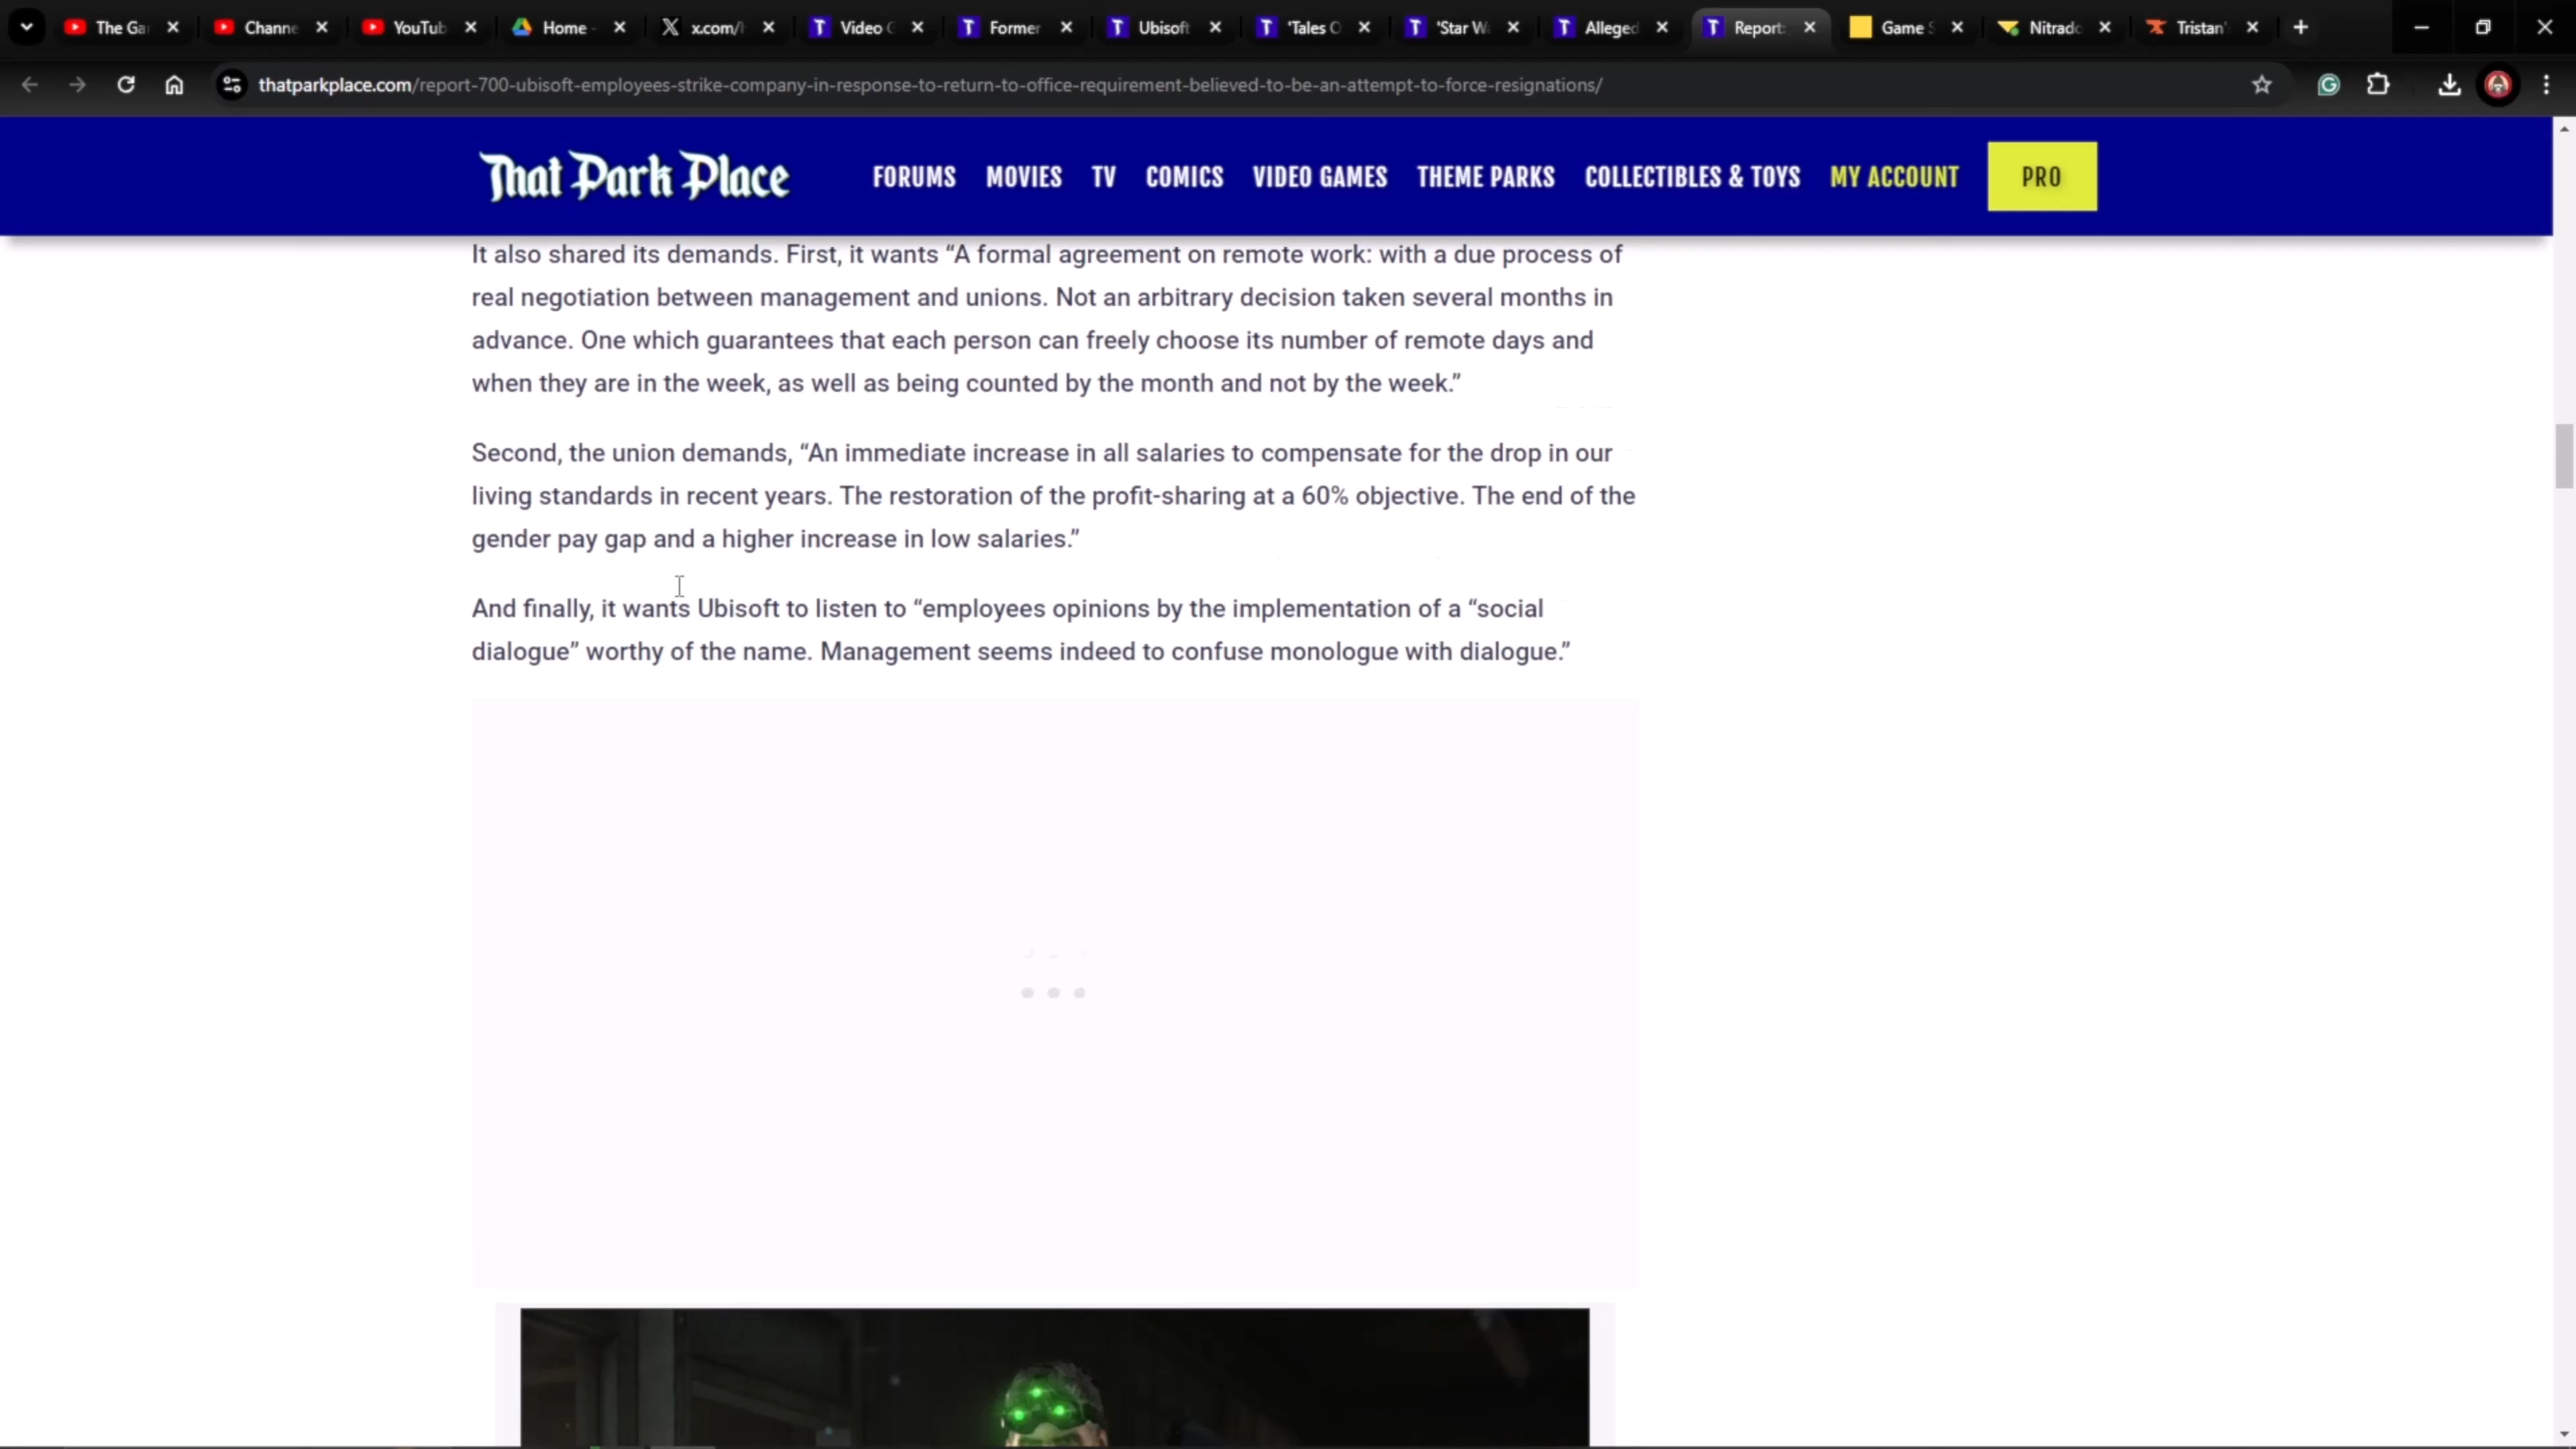 The Ga
Channe
YouTub
Home -
x.com/
Video G
Former
Ubisoft
'Tales O
'Star W
Alleged
Report:
Game S
Nitrado
Tristan'
thatparkplace.com/report-700-ubisoft-employees-strike-company-in-response-to-return-to-office-requirement-believed-to-be-an-attempt-to-force-resignations/
That Park Place
FORUMS MOVIES TV COMICS VIDEO GAMES THEME PARKS COLLECTIBLES & TOYS MY ACCOUNT PRO
It also shared its demands. First, it wants “A formal agreement on remote work: with a due process of
real negotiation between management and unions. Not an arbitrary decision taken several months in
advance. One which guarantees that each person can freely choose its number of remote days and
when they are in the week, as well as being counted by the month and not by the week.”
Second, the union demands, “An immediate increase in all salaries to compensate for the drop in our
living standards in recent years. The restoration of the profit-sharing at a 60% objective. The end of the
gender pay gap and a higher increase in low salaries.”
And finally, it wants Ubisoft to listen to “employees opinions by the implementation of a “social
dialogue” worthy of the name. Management seems indeed to confuse monologue with dialogue.”